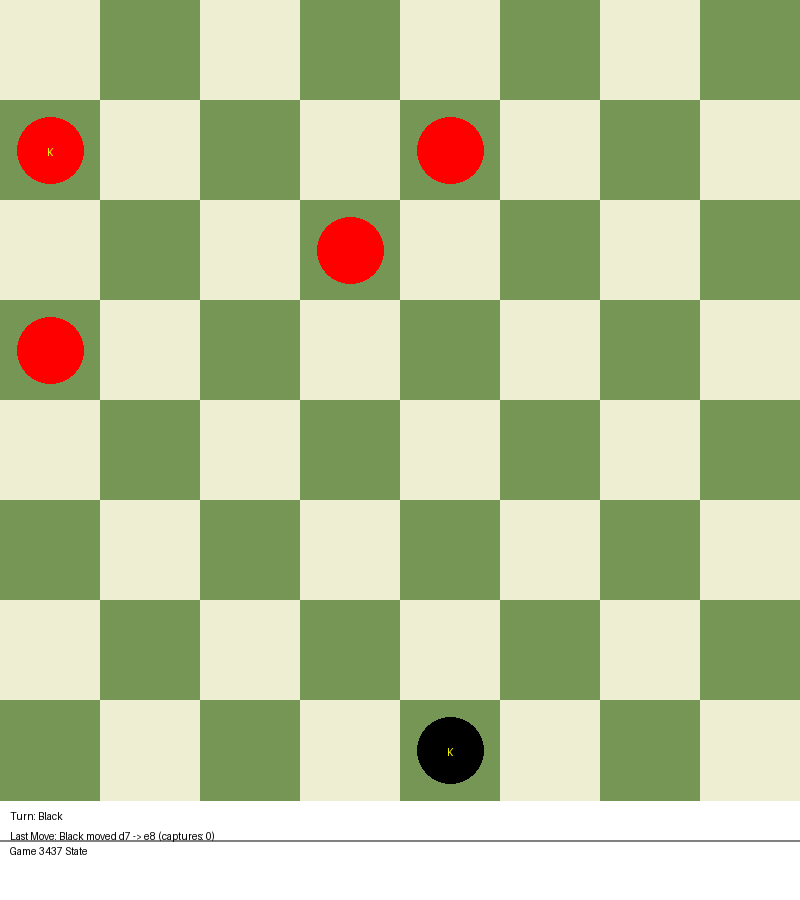 K
K
Turn: Black
Last Move: Black moved d7 -> e8 (captures: 0)
Game 3437 State